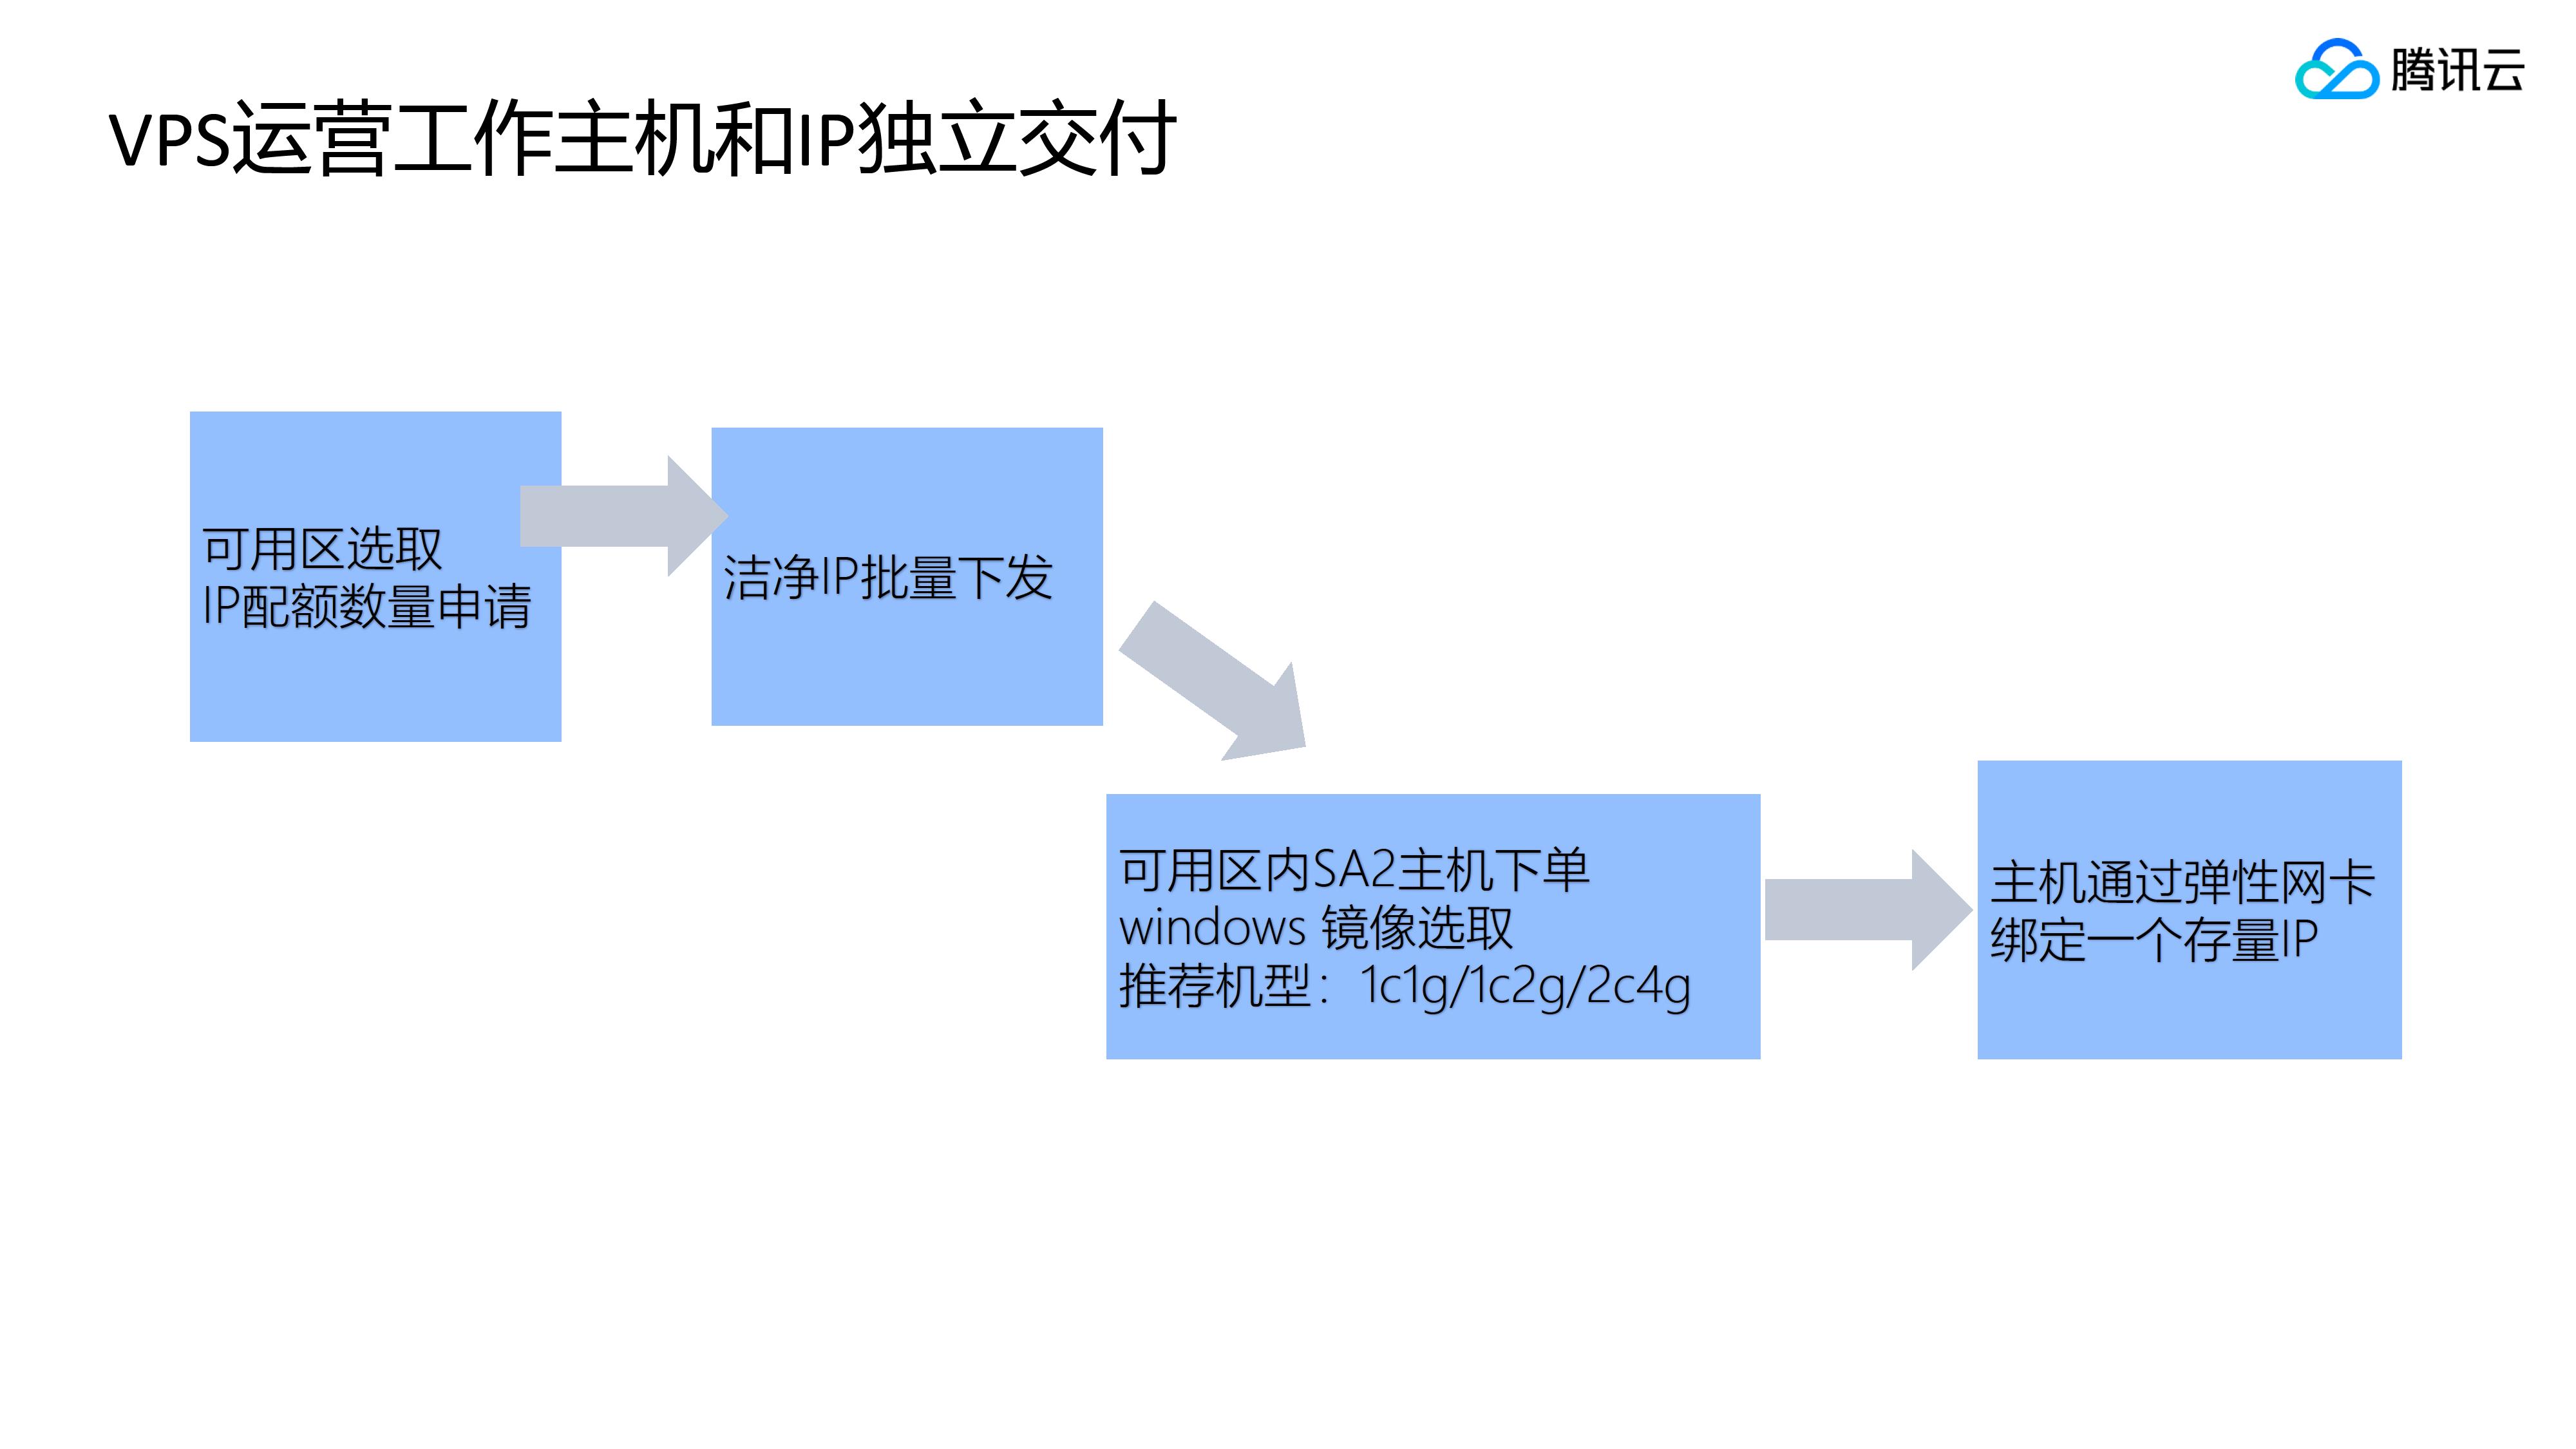 腾讯云
VPS运营工作主机和IP独立交付
可用区选取
IP配额数量申请
洁净IP批量下发
可用区内SA2主机下单
windows 镜像选取
推荐机型：1c1g/1c2g/2c4g
主机通过弹性网卡
绑定一个存量IP